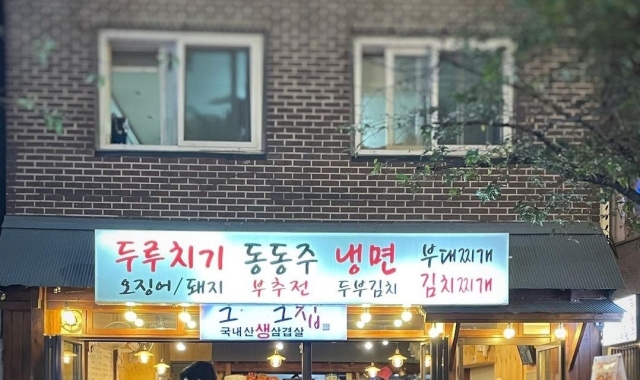 두루치기 동동주 냉면 부대찌개
오징어/돼지 부추전 두부김치 김치찌개
국내산 생삼겹살